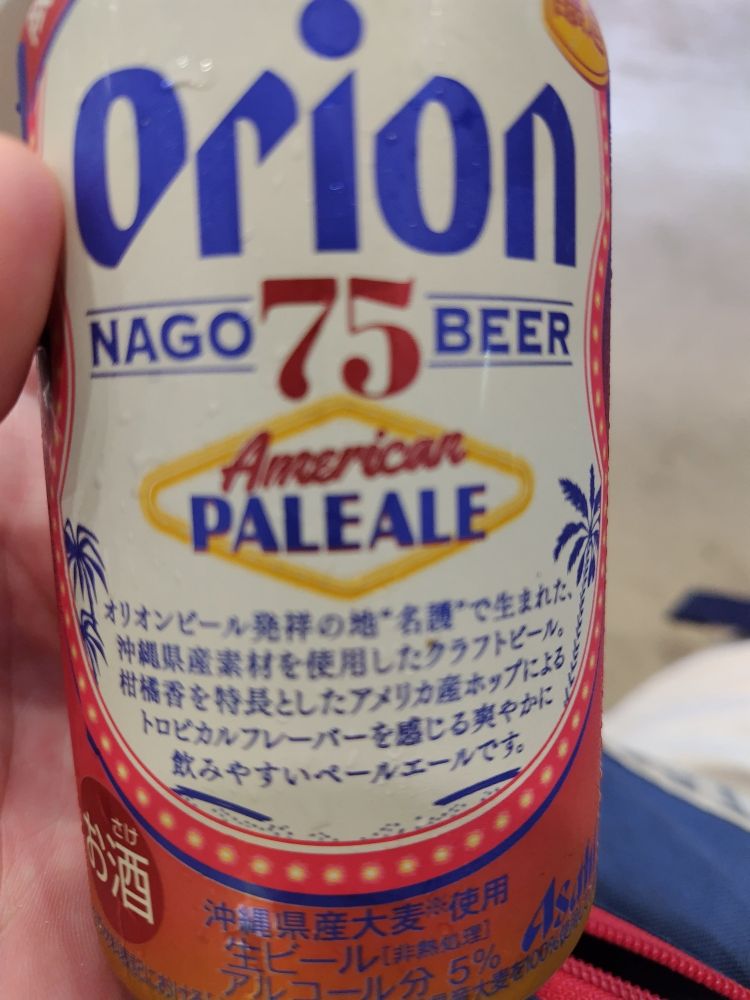 orion
NAGO 75 BEER
American
PALE ALE
オリオンビール発祥の地"名護"で生まれた、
沖縄県産素材を使用したクラフトビール。
柑橘香を特長としたアメリカ産ホップによる
トロピカルフレーバーを感じる爽やかに
飲みやすいペールエールです。
さけ
お酒
沖縄県産大麦※使用
生ビール[非熱処理]
アルコール分 5%
Asahi